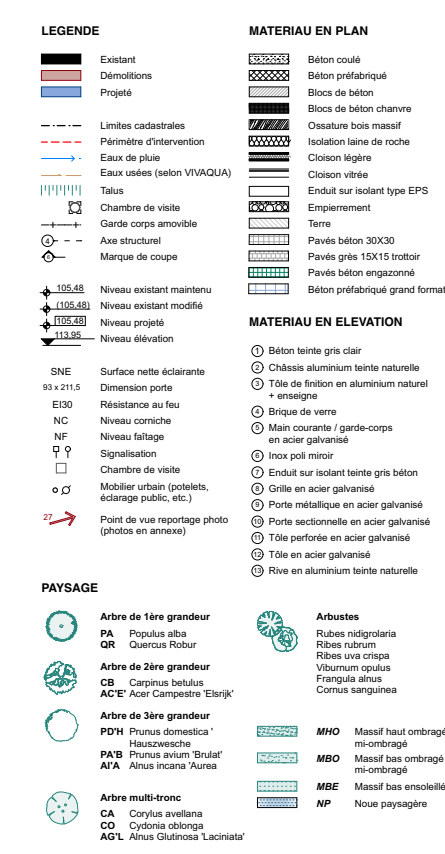 LEGENDE
Existant
Démolitions
Projeté
Limites cadastrales
Périmètre d'intervention
Eaux de pluie
Eaux usées (selon VIVAQUA)
Talus
Chambre de visite
Garde corps amovible
4 Axe structurel
6 Marque de coupe
105,48 Niveau existant maintenu
(105,48) Niveau existant modifié
105,48 Niveau projeté
113,95 Niveau élévation
SNE Surface nette éclairante
93 x 211,5 Dimension porte
EI30 Résistance au feu
NC Niveau corniche
NF Niveau faîtage
Signalisation
Chambre de visite
Mobilier urbain (potelets,
éclarage public, etc.)
27 Point de vue reportage photo
(photos en annexe)
MATERIAU EN PLAN
Béton coulé
Béton préfabriqué
Blocs de béton
Blocs de béton chanvre
Ossature bois massif
Isolation laine de roche
Cloison légère
Cloison vitrée
Enduit sur isolant type EPS
Empierrement
Terre
Pavés béton 30X30
Pavés grès 15X15 trottoir
Pavés béton engazonné
Béton préfabriqué grand format
MATERIAU EN ELEVATION
1 Béton teinte gris clair
2 Châssis aluminium teinte naturelle
3 Tôle de finition en aluminium naturel
+ enseigne
4 Brique de verre
5 Main courante / garde-corps
en acier galvanisé
6 Inox poli miroir
7 Enduit sur isolant teinte gris béton
8 Grille en acier galvanisé
9 Porte métallique en acier galvanisé
10 Porte sectionnelle en acier galvanisé
11 Tôle perforée en acier galvanisé
12 Tôle en acier galvanisé
13 Rive en aluminium teinte naturelle
PAYSAGE
Arbre de 1ère grandeur
PA Populus alba
QR Quercus Robur
Arbre de 2ère grandeur
CB Carpinus betulus
AC'E' Acer Campestre 'Elsrijk'
Arbre de 3ère grandeur
PD'H Prunus domestica '
Hauszwesche
PA'B Prunus avium 'Brulat'
AI'A Alnus incana 'Aurea
Arbre multi-tronc
CA Corylus avellana
CO Cydonia oblonga
AG'L Alnus Glutinosa 'Laciniata'
Arbustes
Rubes nidigrolaria
Ribes rubrum
Ribes uva crispa
Viburnum opulus
Frangula alnus
Cornus sanguinea
MHO Massif haut ombragé
mi-ombragé
MBO Massif bas ombragé
mi-ombragé
MBE Massif bas ensoleillé
NP Noue paysagère